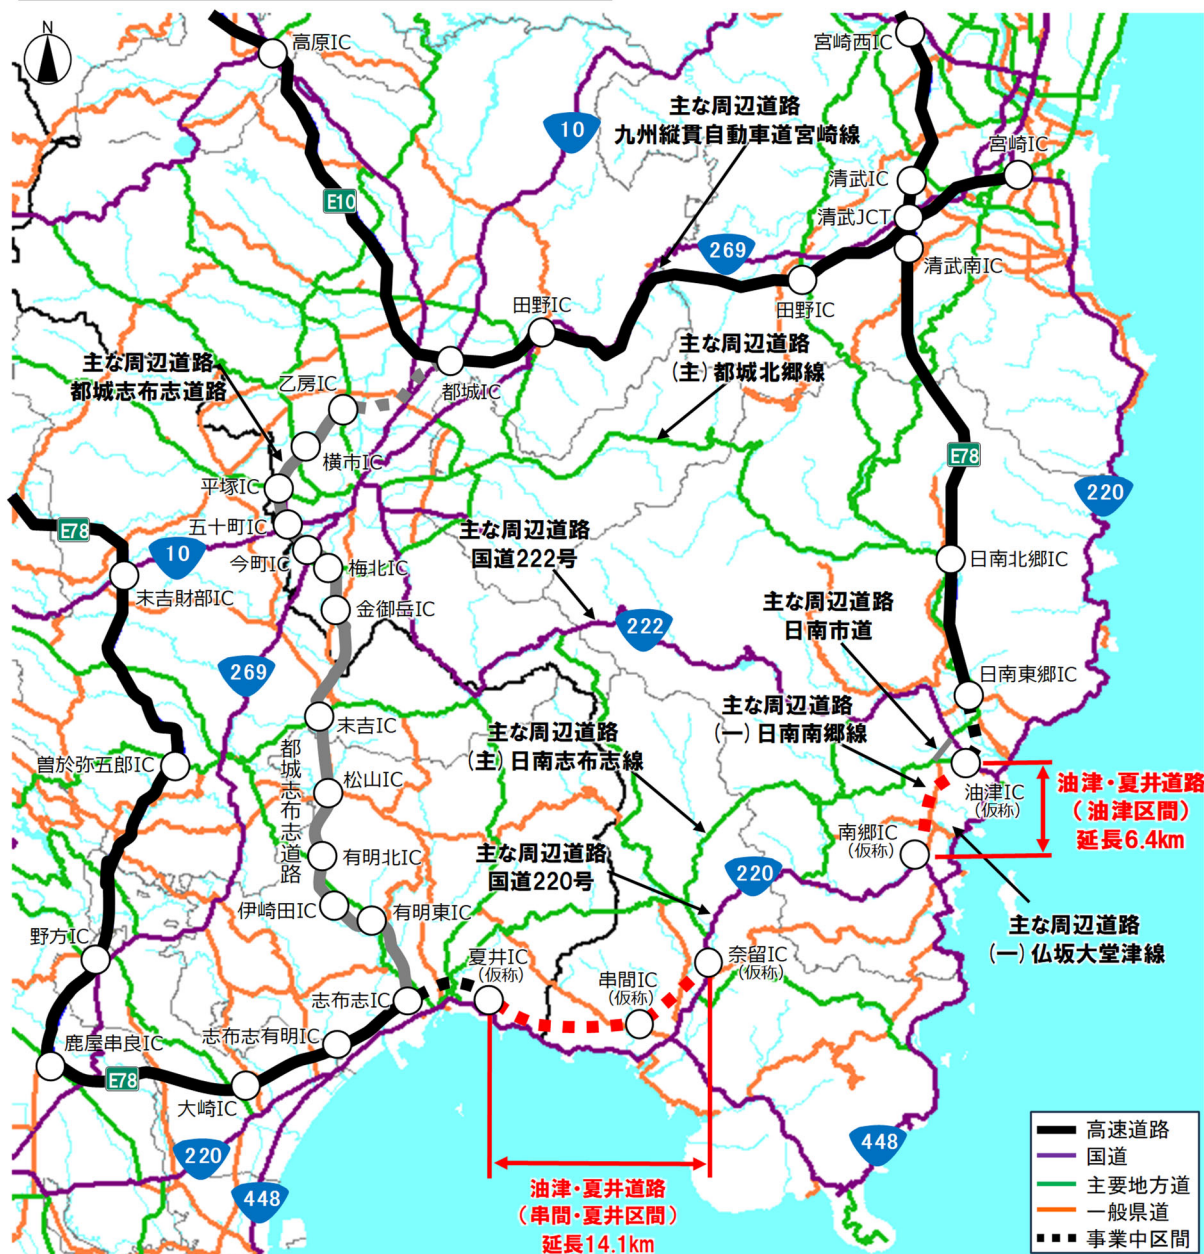 N
高原IC
宮崎西IC
主な周辺道路
九州縦貫自動車道宮崎線
10
宮崎IC
清武IC
E10
清武JCT
269
清武南IC
田野IC
田野IC
主な周辺道路
(主)都城北郷線
主な周辺道路
都城志布志道路
乙房IC
都城IC
横市IC
E78
平塚IC
220
E78
五十町IC
10
今町IC
梅北IC
主な周辺道路
国道222号
日南北郷IC
末吉財部IC
金御岳IC
主な周辺道路
日南市道
222
269
日南東郷IC
末吉IC
主な周辺道路
(主)日南志布志線
主な周辺道路
(一)日南南郷線
曽於弥五郎IC
都城志布志道路
松山IC
油津IC
(仮称)
油津・夏井道路
(油津区間)
延長6.4km
南郷IC
(仮称)
有明北IC
主な周辺道路
国道220号
220
伊崎田IC
有明東IC
主な周辺道路
(一)仏坂大堂津線
野方IC
夏井IC
(仮称)
奈留IC
(仮称)
串間IC
(仮称)
志布志IC
志布志有明IC
鹿屋串良IC
E78
大崎IC
220
448
448
油津・夏井道路
(串間・夏井区間)
延長14.1km
高速道路
国道
主要地方道
一般県道
事業中区間